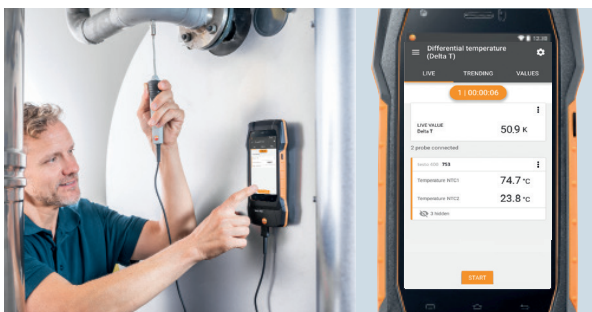 12:38
Differential temperature
(Delta T)
LIVE TRENDING VALUES
1 | 00:00:06
LIVE VALUE
Delta T 50.9 K
2 probe connected
753
Temperature NTC1 74.7 °C
Temperature NTC2 23.8 °C
3 hidden
START